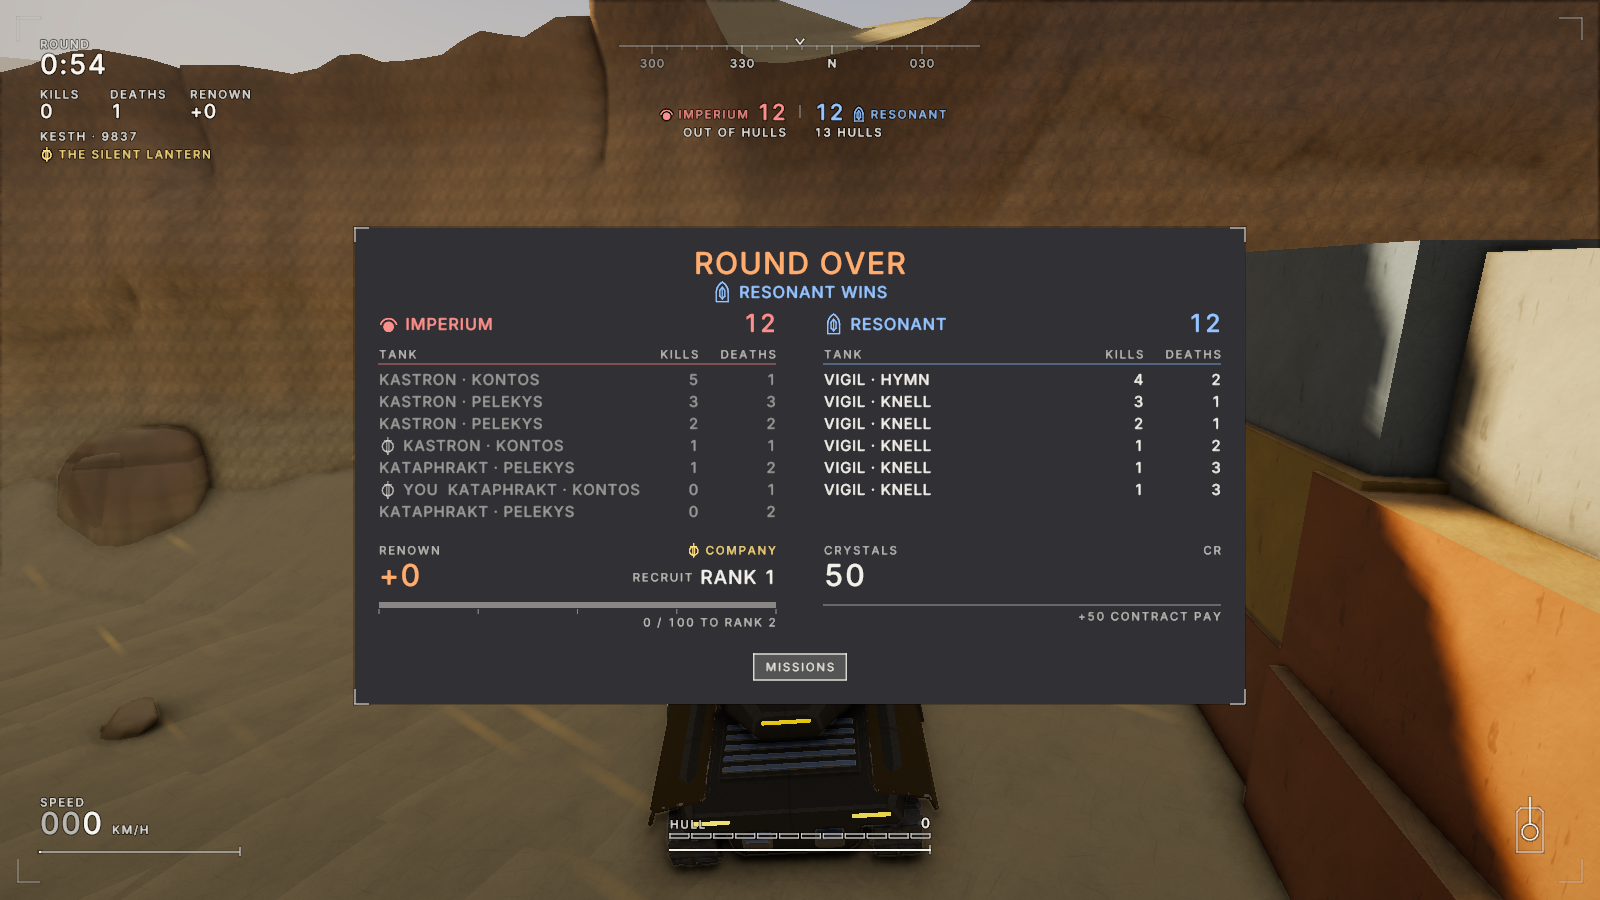 ROUND
0:54
KILLS DEATHS RENOWN
0 1 +0
KESTH · 9837
THE SILENT LANTERN
300 330 N 030
IMPERIUM 12 | 12 RESONANT
OUT OF HULLS 13 HULLS
ROUND OVER
RESONANT WINS
IMPERIUM 12
TANK KILLS DEATHS
KASTRON · KONTOS 5 1
KASTRON · PELEKYS 3 3
KASTRON · PELEKYS 2 2
KASTRON · KONTOS 1 1
KATAPHRAKT · PELEKYS 1 2
YOU KATAPHRAKT · KONTOS 0 1
KATAPHRAKT · PELEKYS 0 2
RESONANT 12
TANK KILLS DEATHS
VIGIL · HYMN 4 2
VIGIL · KNELL 3 1
VIGIL · KNELL 2 1
VIGIL · KNELL 1 2
VIGIL · KNELL 1 3
VIGIL · KNELL 1 3
RENOWN COMPANY
+0 RECRUIT RANK 1
0 / 100 TO RANK 2
CRYSTALS CR
50
+50 CONTRACT PAY
MISSIONS
SPEED
000 KM/H
HULL 0